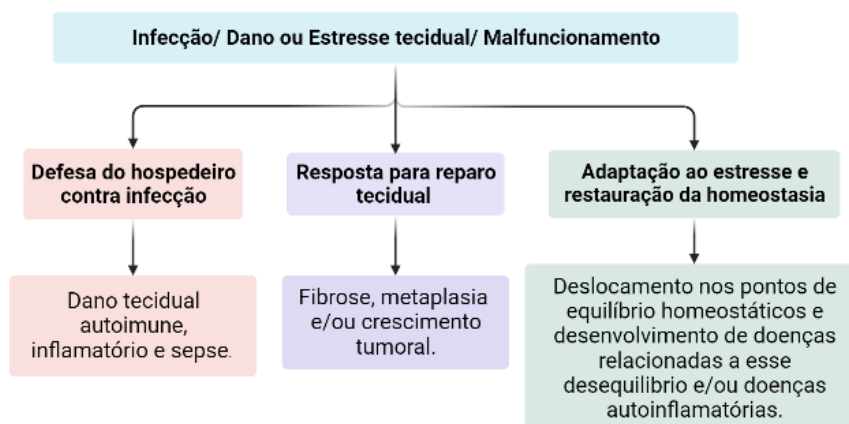 Infecção/ Dano ou Estresse tecidual/ Malfuncionamento
Defesa do hospedeiro
contra infecção
Resposta para reparo
tecidual
Adaptação ao estresse e
restauração da homeostasia
Dano tecidual
autoimune,
inflamatório e sepse.
Fibrose, metaplasia
e/ou crescimento
tumoral.
Deslocamento nos pontos de
equilíbrio homeostáticos e
desenvolvimento de doenças
relacionadas a esse
desequilibrio e/ou doenças
autoinflamatórias.